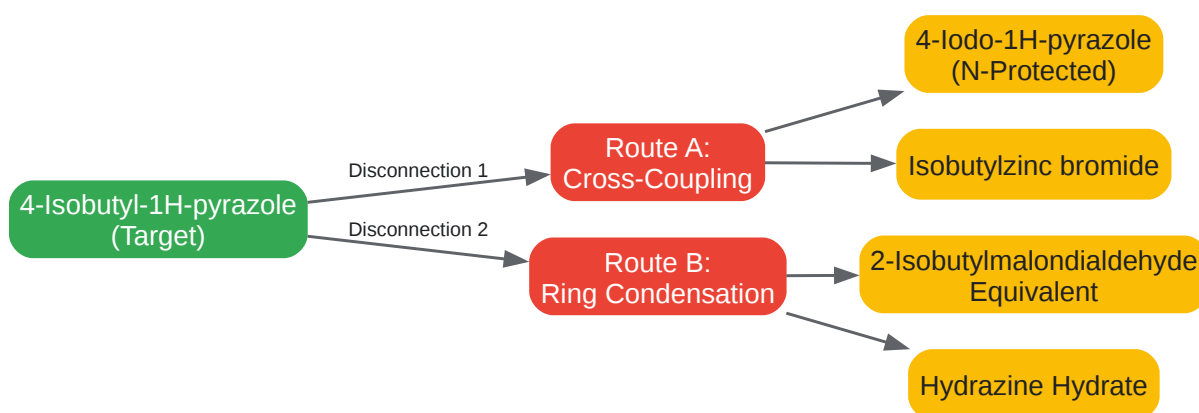 4-Iodo-1H-pyrazole
(N-Protected)
Route A:
Cross-Coupling
Disconnection 1
Isobutylzinc bromide
4-Isobutyl-1H-pyrazole
(Target)
Disconnection 2
Route B:
Ring Condensation
2-Isobutylmalondialdehyde
Equivalent
Hydrazine Hydrate